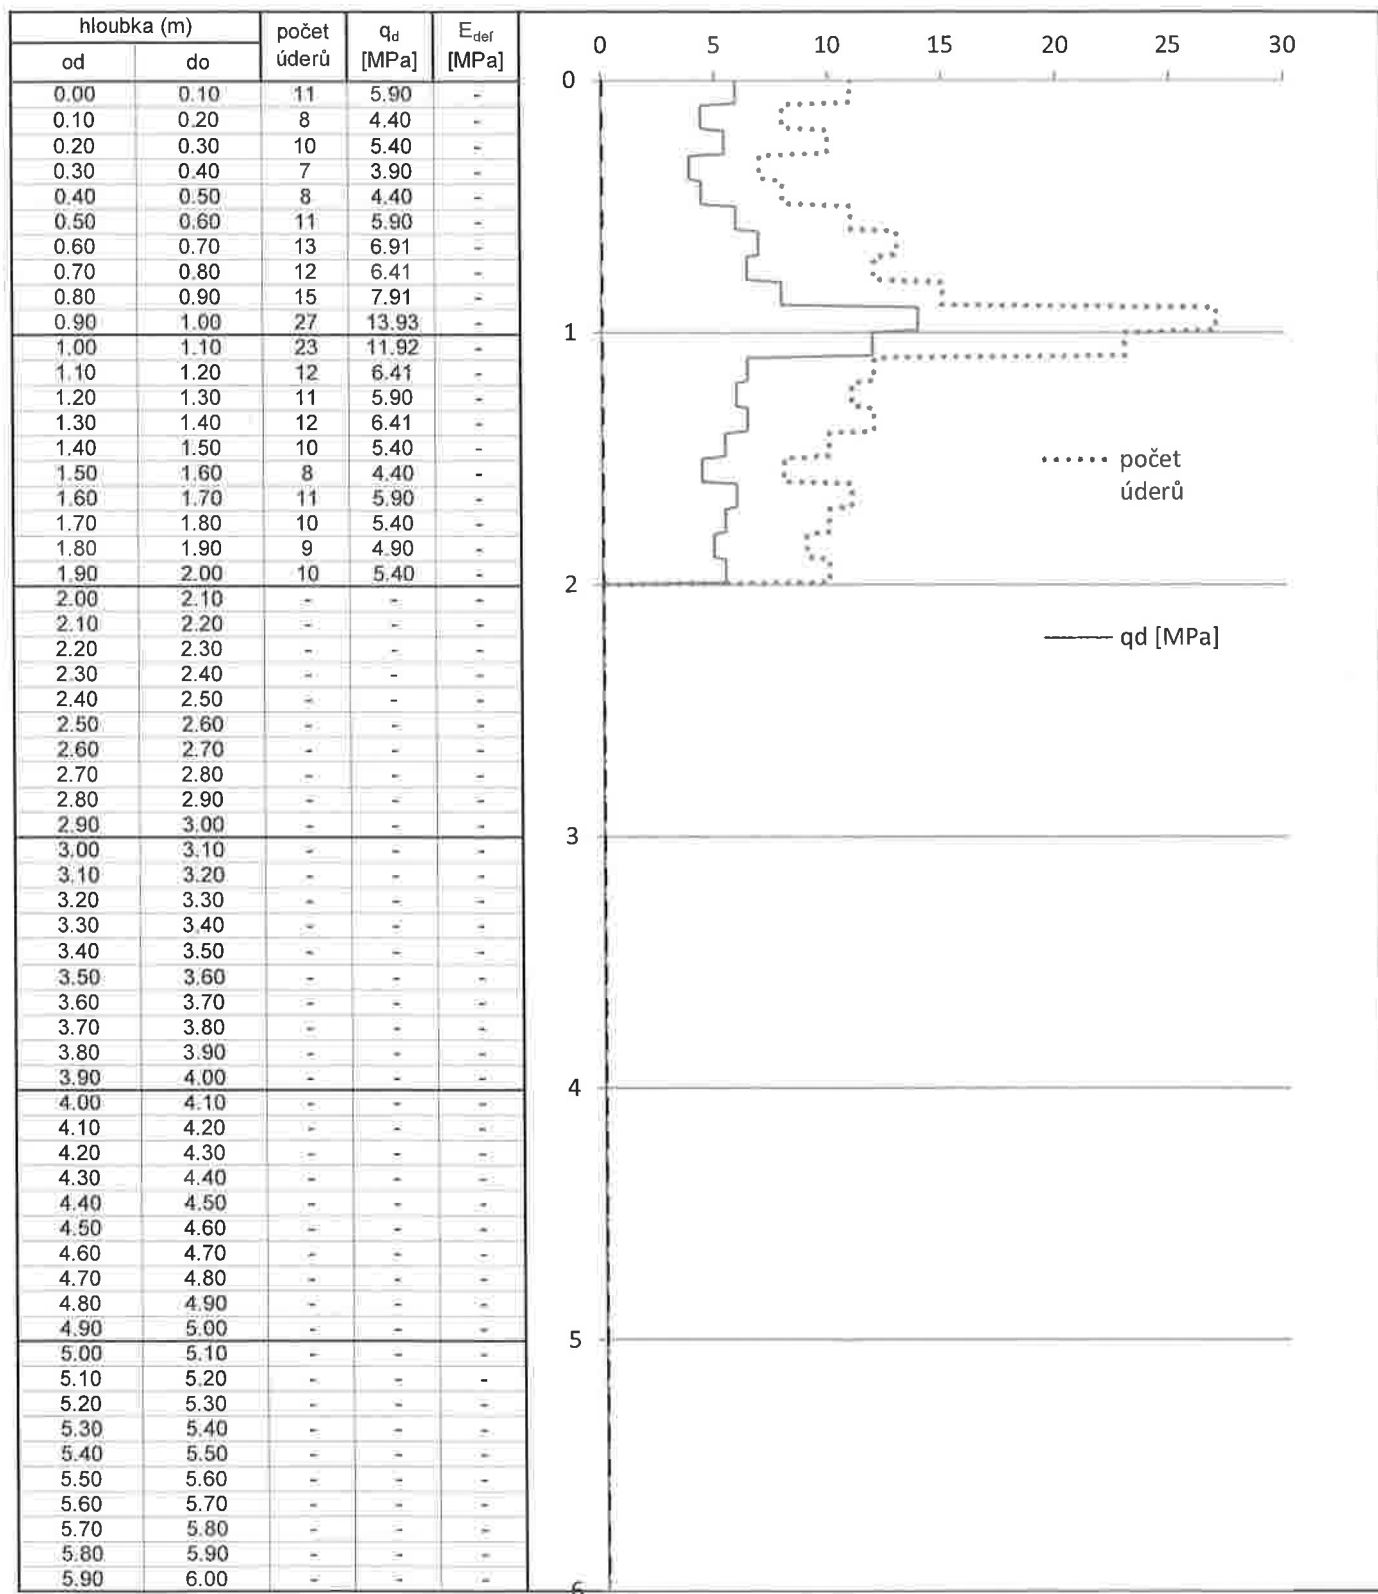 hloubka (m) počet úderů qd [MPa] Edef [MPa]
od do
0.00 0.10 11 5.90 -
0.10 0.20 8 4.40 -
0.20 0.30 10 5.40 -
0.30 0.40 7 3.90 -
0.40 0.50 8 4.40 -
0.50 0.60 11 5.90 -
0.60 0.70 13 6.91 -
0.70 0.80 12 6.41 -
0.80 0.90 15 7.91 -
0.90 1.00 27 13.93 -
1.00 1.10 23 11.92 -
1.10 1.20 12 6.41 -
1.20 1.30 11 5.90 -
1.30 1.40 12 6.41 -
1.40 1.50 10 5.40 -
1.50 1.60 8 4.40 -
1.60 1.70 11 5.90 -
1.70 1.80 10 5.40 -
1.80 1.90 9 4.90 -
1.90 2.00 10 5.40 -
2.00 2.10 - - -
2.10 2.20 - - -
2.20 2.30 - - -
2.30 2.40 - - -
2.40 2.50 - - -
2.50 2.60 - - -
2.60 2.70 - - -
2.70 2.80 - - -
2.80 2.90 - - -
2.90 3.00 - - -
3.00 3.10 - - -
3.10 3.20 - - -
3.20 3.30 - - -
3.30 3.40 - - -
3.40 3.50 - - -
3.50 3.60 - - -
3.60 3.70 - - -
3.70 3.80 - - -
3.80 3.90 - - -
3.90 4.00 - - -
4.00 4.10 - - -
4.10 4.20 - - -
4.20 4.30 - - -
4.30 4.40 - - -
4.40 4.50 - - -
4.50 4.60 - - -
4.60 4.70 - - -
4.70 4.80 - - -
4.80 4.90 - - -
4.90 5.00 - - -
5.00 5.10 - - -
5.10 5.20 - - -
5.20 5.30 - - -
5.30 5.40 - - -
5.40 5.50 - - -
5.50 5.60 - - -
5.60 5.70 - - -
5.70 5.80 - - -
5.80 5.90 - - -
5.90 6.00 - - -
0 5 10 15 20 25 30
0
1
počet
úderů
2
qd [MPa]
3
4
5
6